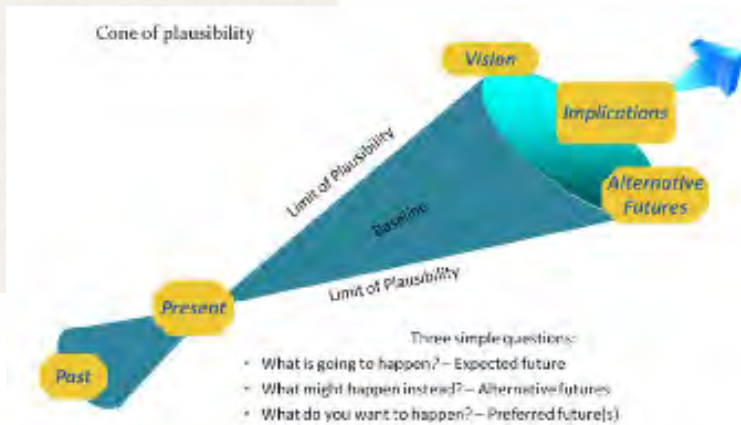 Cone of plausibility
Vision
Implications
Alternative
Futures
Limit of Plausibility
Baseline
Limit of Plausibility
Present
Past
Three simple questions:
• What is going to happen? – Expected future
• What might happen instead? – Alternative futures
• What do you want to happen? – Preferred future(s)